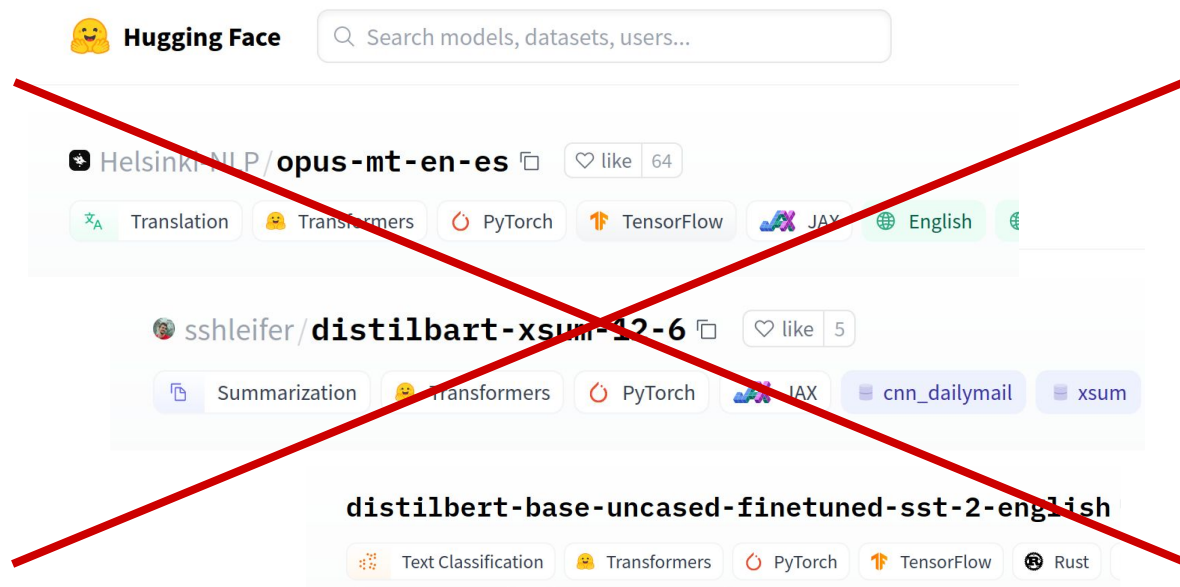 Hugging Face Search models, datasets, users...
Helsinki-NLP/opus-mt-en-es like 64
Translation Transformers PyTorch TensorFlow JAX English
sshleifer/distilbart-xsum-12-6 like 5
Summarization Transformers PyTorch JAX cnn_dailymail xsum
distilbert-base-uncased-finetuned-sst-2-english
Text Classification Transformers PyTorch TensorFlow Rust